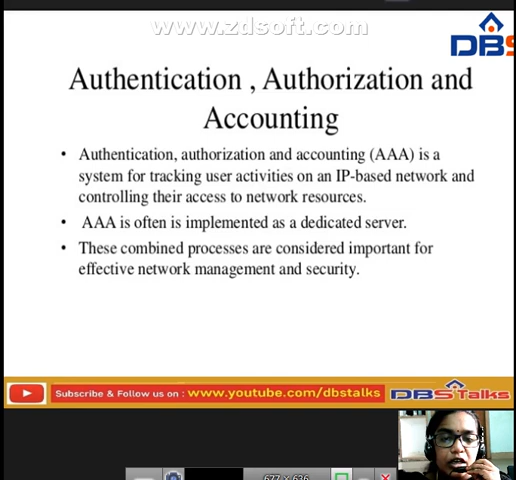 www.zdsoft.com
DBS
Authentication , Authorization and
Accounting
• Authentication, authorization and accounting (AAA) is a
system for tracking user activities on an IP-based network and
controlling their access to network resources.
• AAA is often is implemented as a dedicated server.
• These combined processes are considered important for
effective network management and security.
Subscribe & Follow us on : www.youtube.com/dbstalks DBSTalks
677 × 636